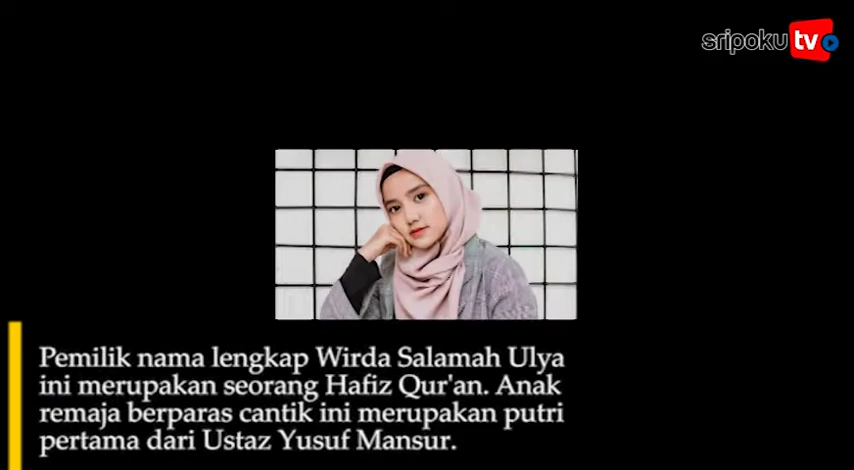 sripoku tv
Pemilik nama lengkap Wirda Salamah Ulya
ini merupakan seorang Hafiz Qur'an. Anak
remaja berparas cantik ini merupakan putri
pertama dari Ustaz Yusuf Mansur.